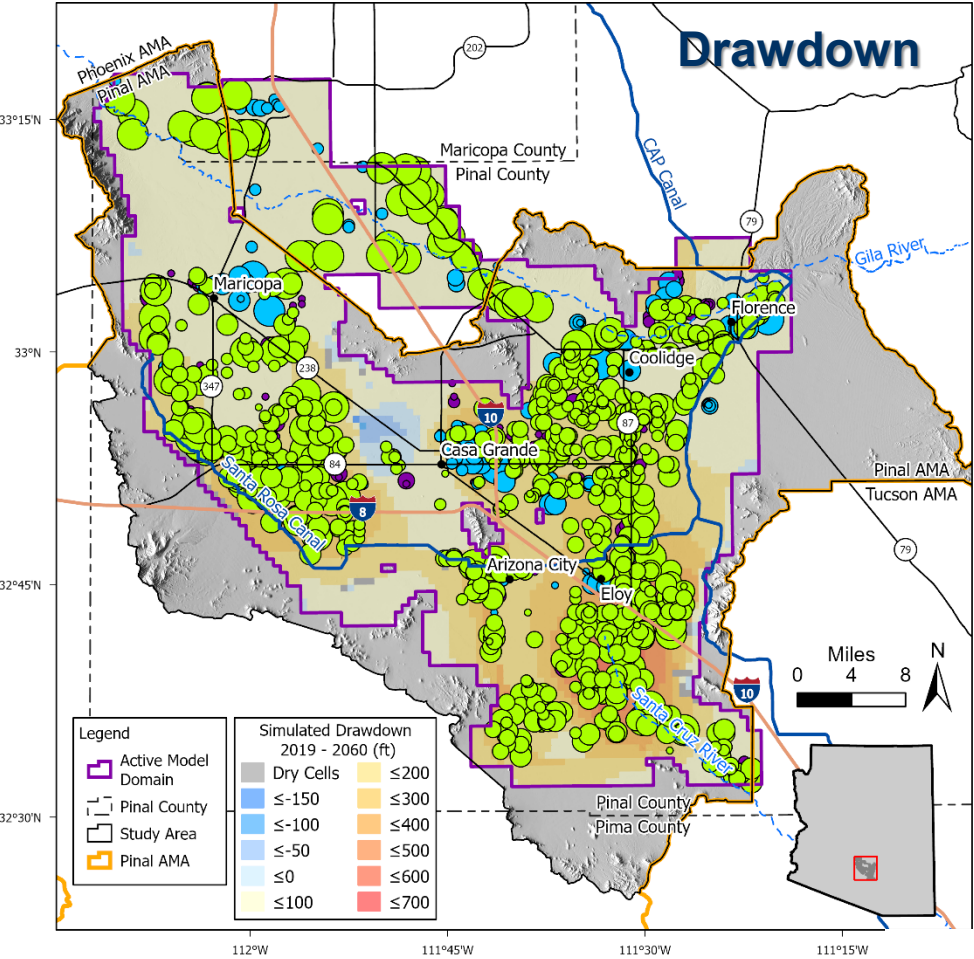 Drawdown
Phoenix AMA
Pinal AMA
202
33°15'N
Maricopa County
Pinal County
CAP Canal
79
Gila River
Maricopa
Florence
33°N
Coolidge
238
347
10
87
Casa Grande
84
Pinal AMA
Tucson AMA
Santa Rosa Canal
8
79
Arizona City
32°45'N
Eloy
Miles
N
0 4 8
10
Santa Cruz River
Legend
Active Model
Domain
Pinal County
Study Area
Pinal AMA
Simulated Drawdown
2019 - 2060 (ft)
Dry Cells
≤-150
≤-100
≤-50
≤0
≤100
≤200
≤300
≤400
≤500
≤600
≤700
Pinal County
Pima County
32°30'N
112°W
111°45'W
111°30'W
111°15'W